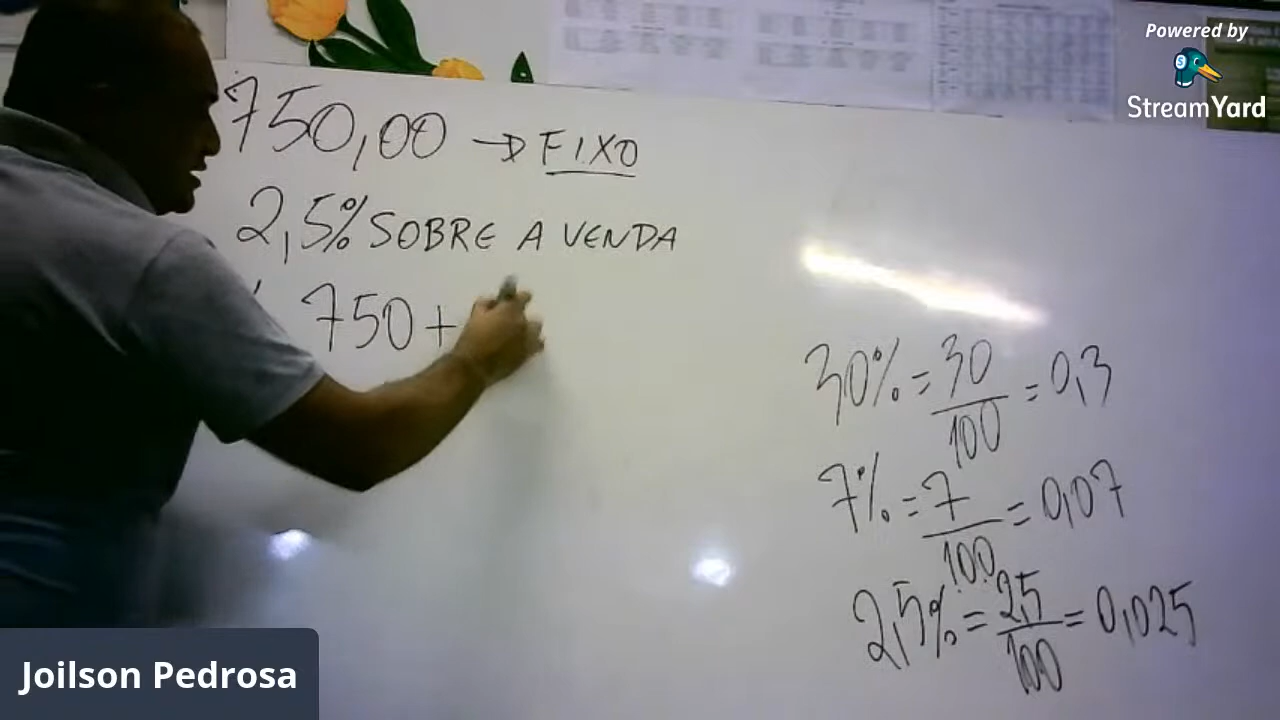 Powered by
StreamYard
750,00 → FIXO
2,5% SOBRE A VENDA
750 +
30% = 30/100 = 0,3
7% = 7/100 = 0,07
2,5% = 2,5/100 = 0,025
Joilson Pedrosa